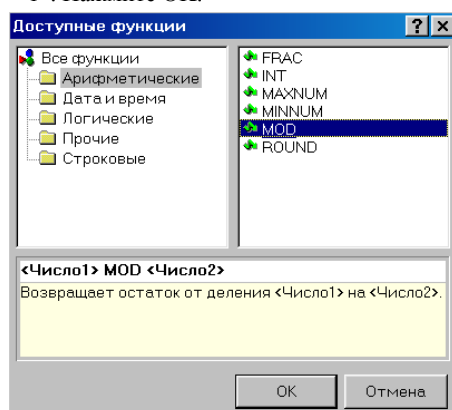 Доступные функции
Все функции
Арифметические
Дата и время
Логические
Прочие
Строковые
FRAC
INT
MAXNUM
MINNUM
MOD
ROUND
<Число1> MOD <Число2>
Возвращает остаток от деления <Число1> на <Число2>.
OK
Отмена